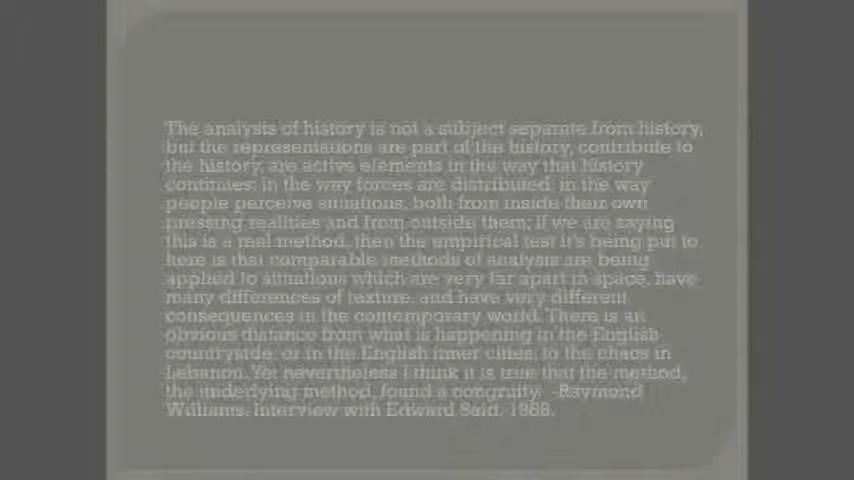 The analysis of history is not a subject separate from history,
but the representations are part of the history, contribute to
the history, are active elements in the way that history
continues; in the way forces are distributed; in the way
people perceive situations, both from inside their own
pressing realities and from outside them; if we are saying
this is a real method, then the empirical test it's being put to
here is that comparable methods of analysis are being
applied to situations which are very far apart in space, have
many differences of texture, and have very different
consequences in the contemporary world. There is an
obvious distance from what is happening in the English
countryside, or in the English inner cities, to the chaos in
Lebanon. Yet nevertheless I think it is true that the method,
the underlying method, found a congruity. -Raymond
Williams, Interview with Edward Said, 1986.